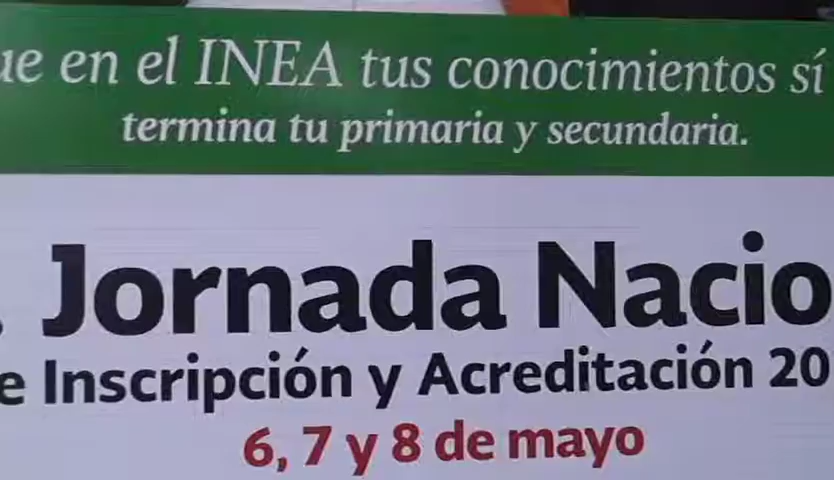 en el INEA tus conocimientos sí
termina tu primaria y secundaria.
Jornada
Inscripción y Acreditación 20
6, 7 y 8 de mayo